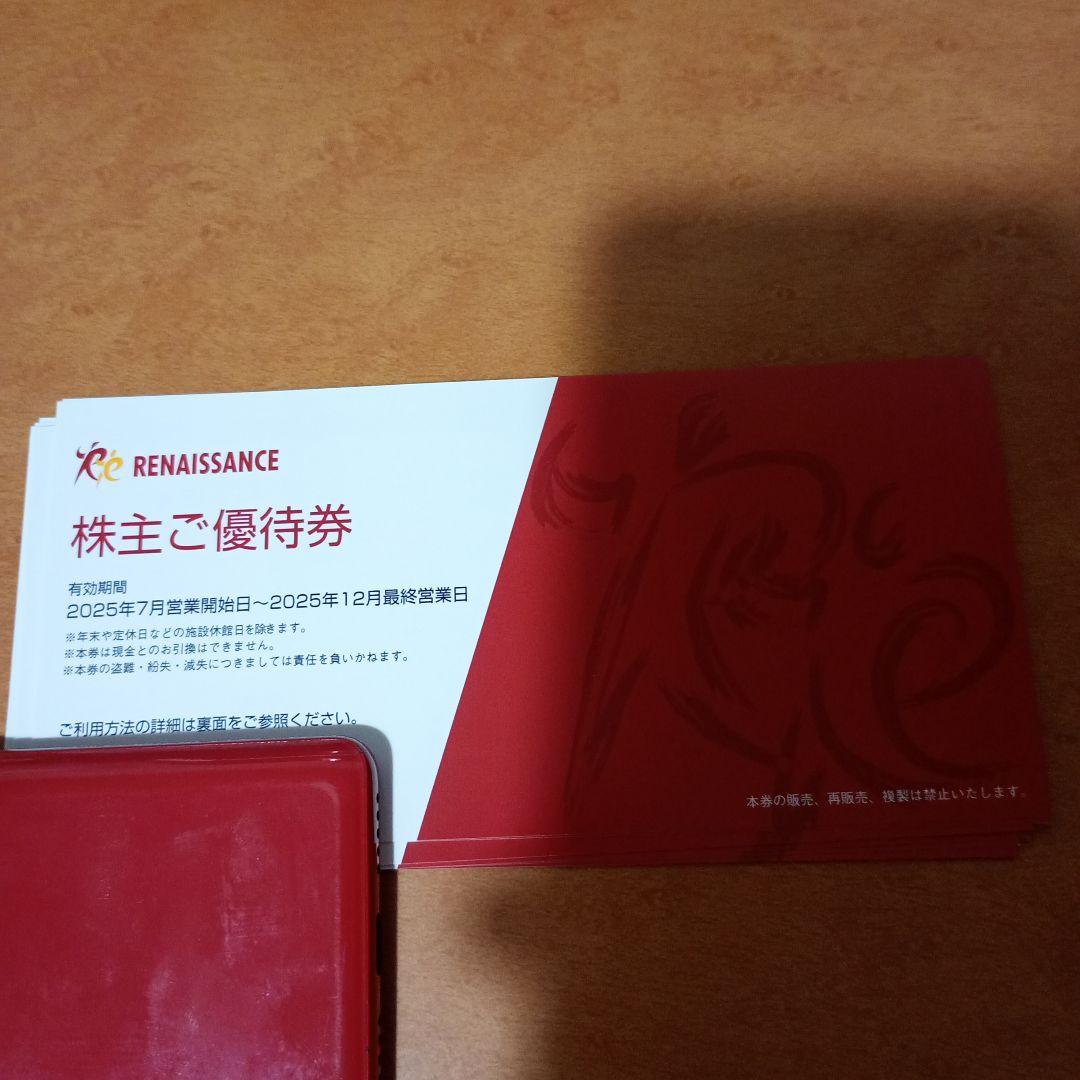 RENAISSANCE
株主ご優待券
有効期間
2025年7月営業開始日～2025年12月最終営業日
※年末や定休日などの施設休館日を除きます。
※本券は現金とのお引換はできません。
※本券の盗難・紛失・滅失につきましては責任を負いかねます。
ご利用方法の詳細は裏面をご参照ください。
本券の販売、再販売、複製は禁止いたします。